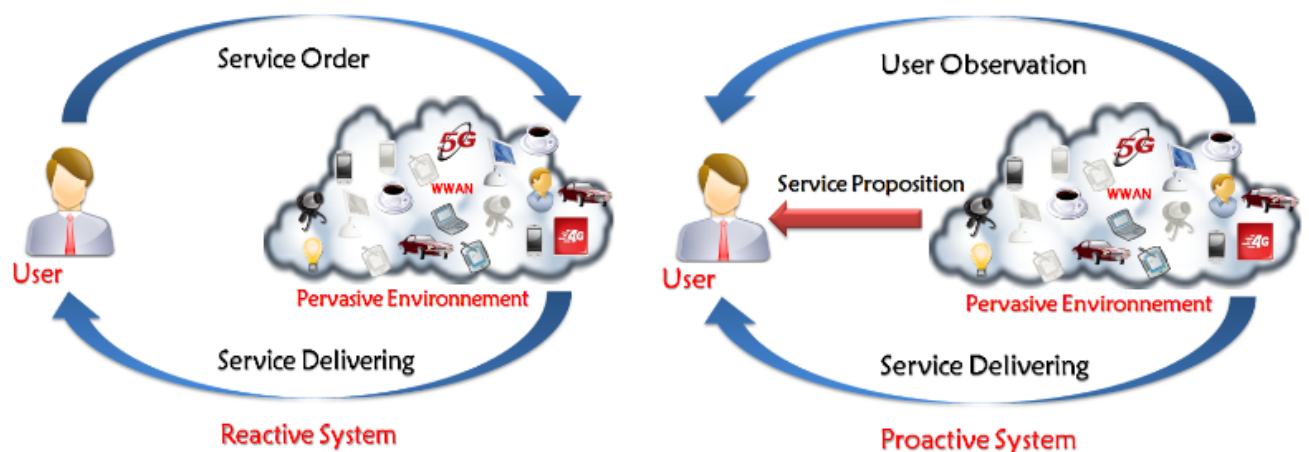 Service Order
5G
WWAN
4G
User
Pervasive Environnement
Service Delivering
Reactive System
User Observation
Service Proposition
5G
WWAN
4G
User
Pervasive Environnement
Service Delivering
Proactive System